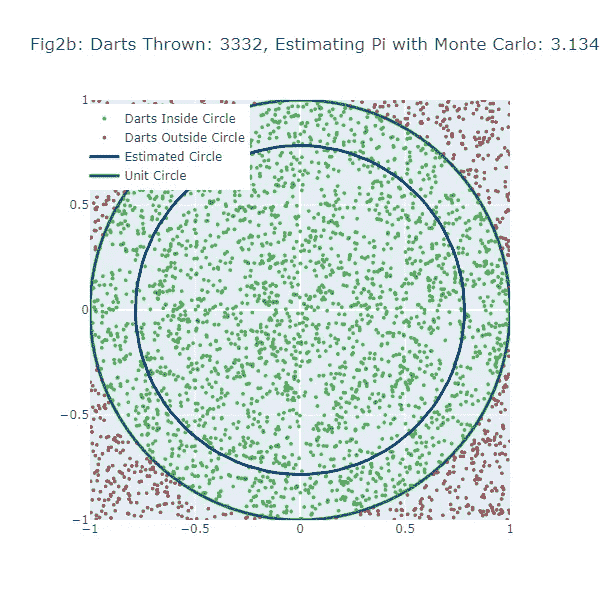 Fig2b: Darts Thrown: 3332, Estimating Pi with Monte Carlo: 3.134
Darts Inside Circle
Darts Outside Circle
Estimated Circle
Unit Circle
1
0.5
0
−0.5
−1
−1
−0.5
0
0.5
1